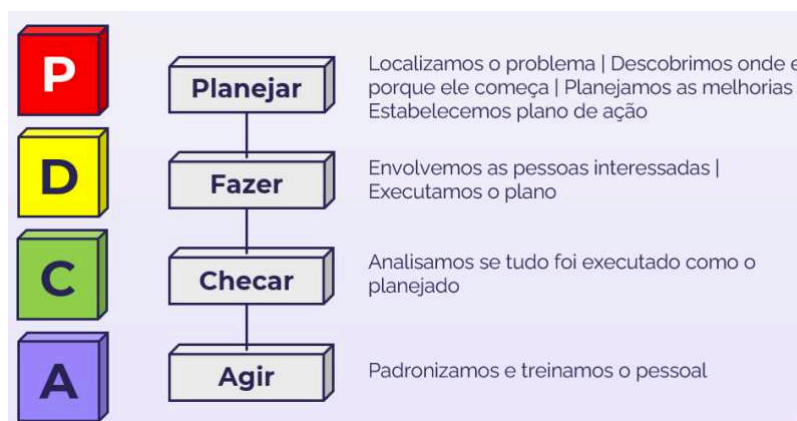 P
Planejar
Localizamos o problema | Descobrimos onde e
porque ele começa | Planejamos as melhorias
Estabelecemos plano de ação
D
Fazer
Envolvemos as pessoas interessadas |
Executamos o plano
C
Checar
Analisamos se tudo foi executado como o
planejado
A
Agir
Padronizamos e treinamos o pessoal